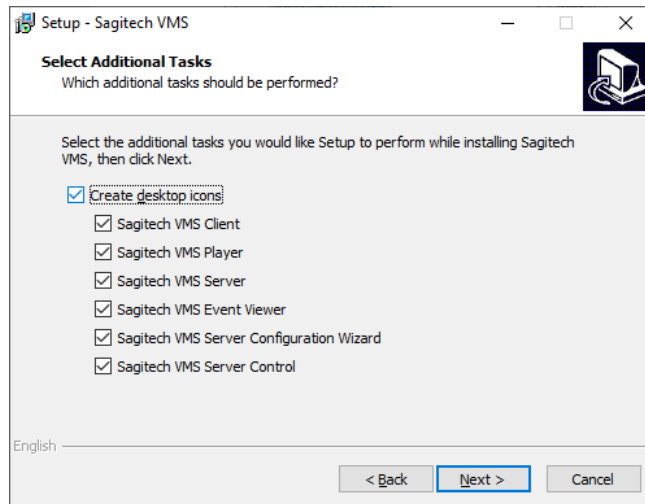 Setup - Sagitech VMS
Select Additional Tasks
Which additional tasks should be performed?
Select the additional tasks you would like Setup to perform while installing Sagitech
VMS, then click Next.
Create desktop icons
Sagitech VMS Client
Sagitech VMS Player
Sagitech VMS Server
Sagitech VMS Event Viewer
Sagitech VMS Server Configuration Wizard
Sagitech VMS Server Control
English
< Back
Next >
Cancel